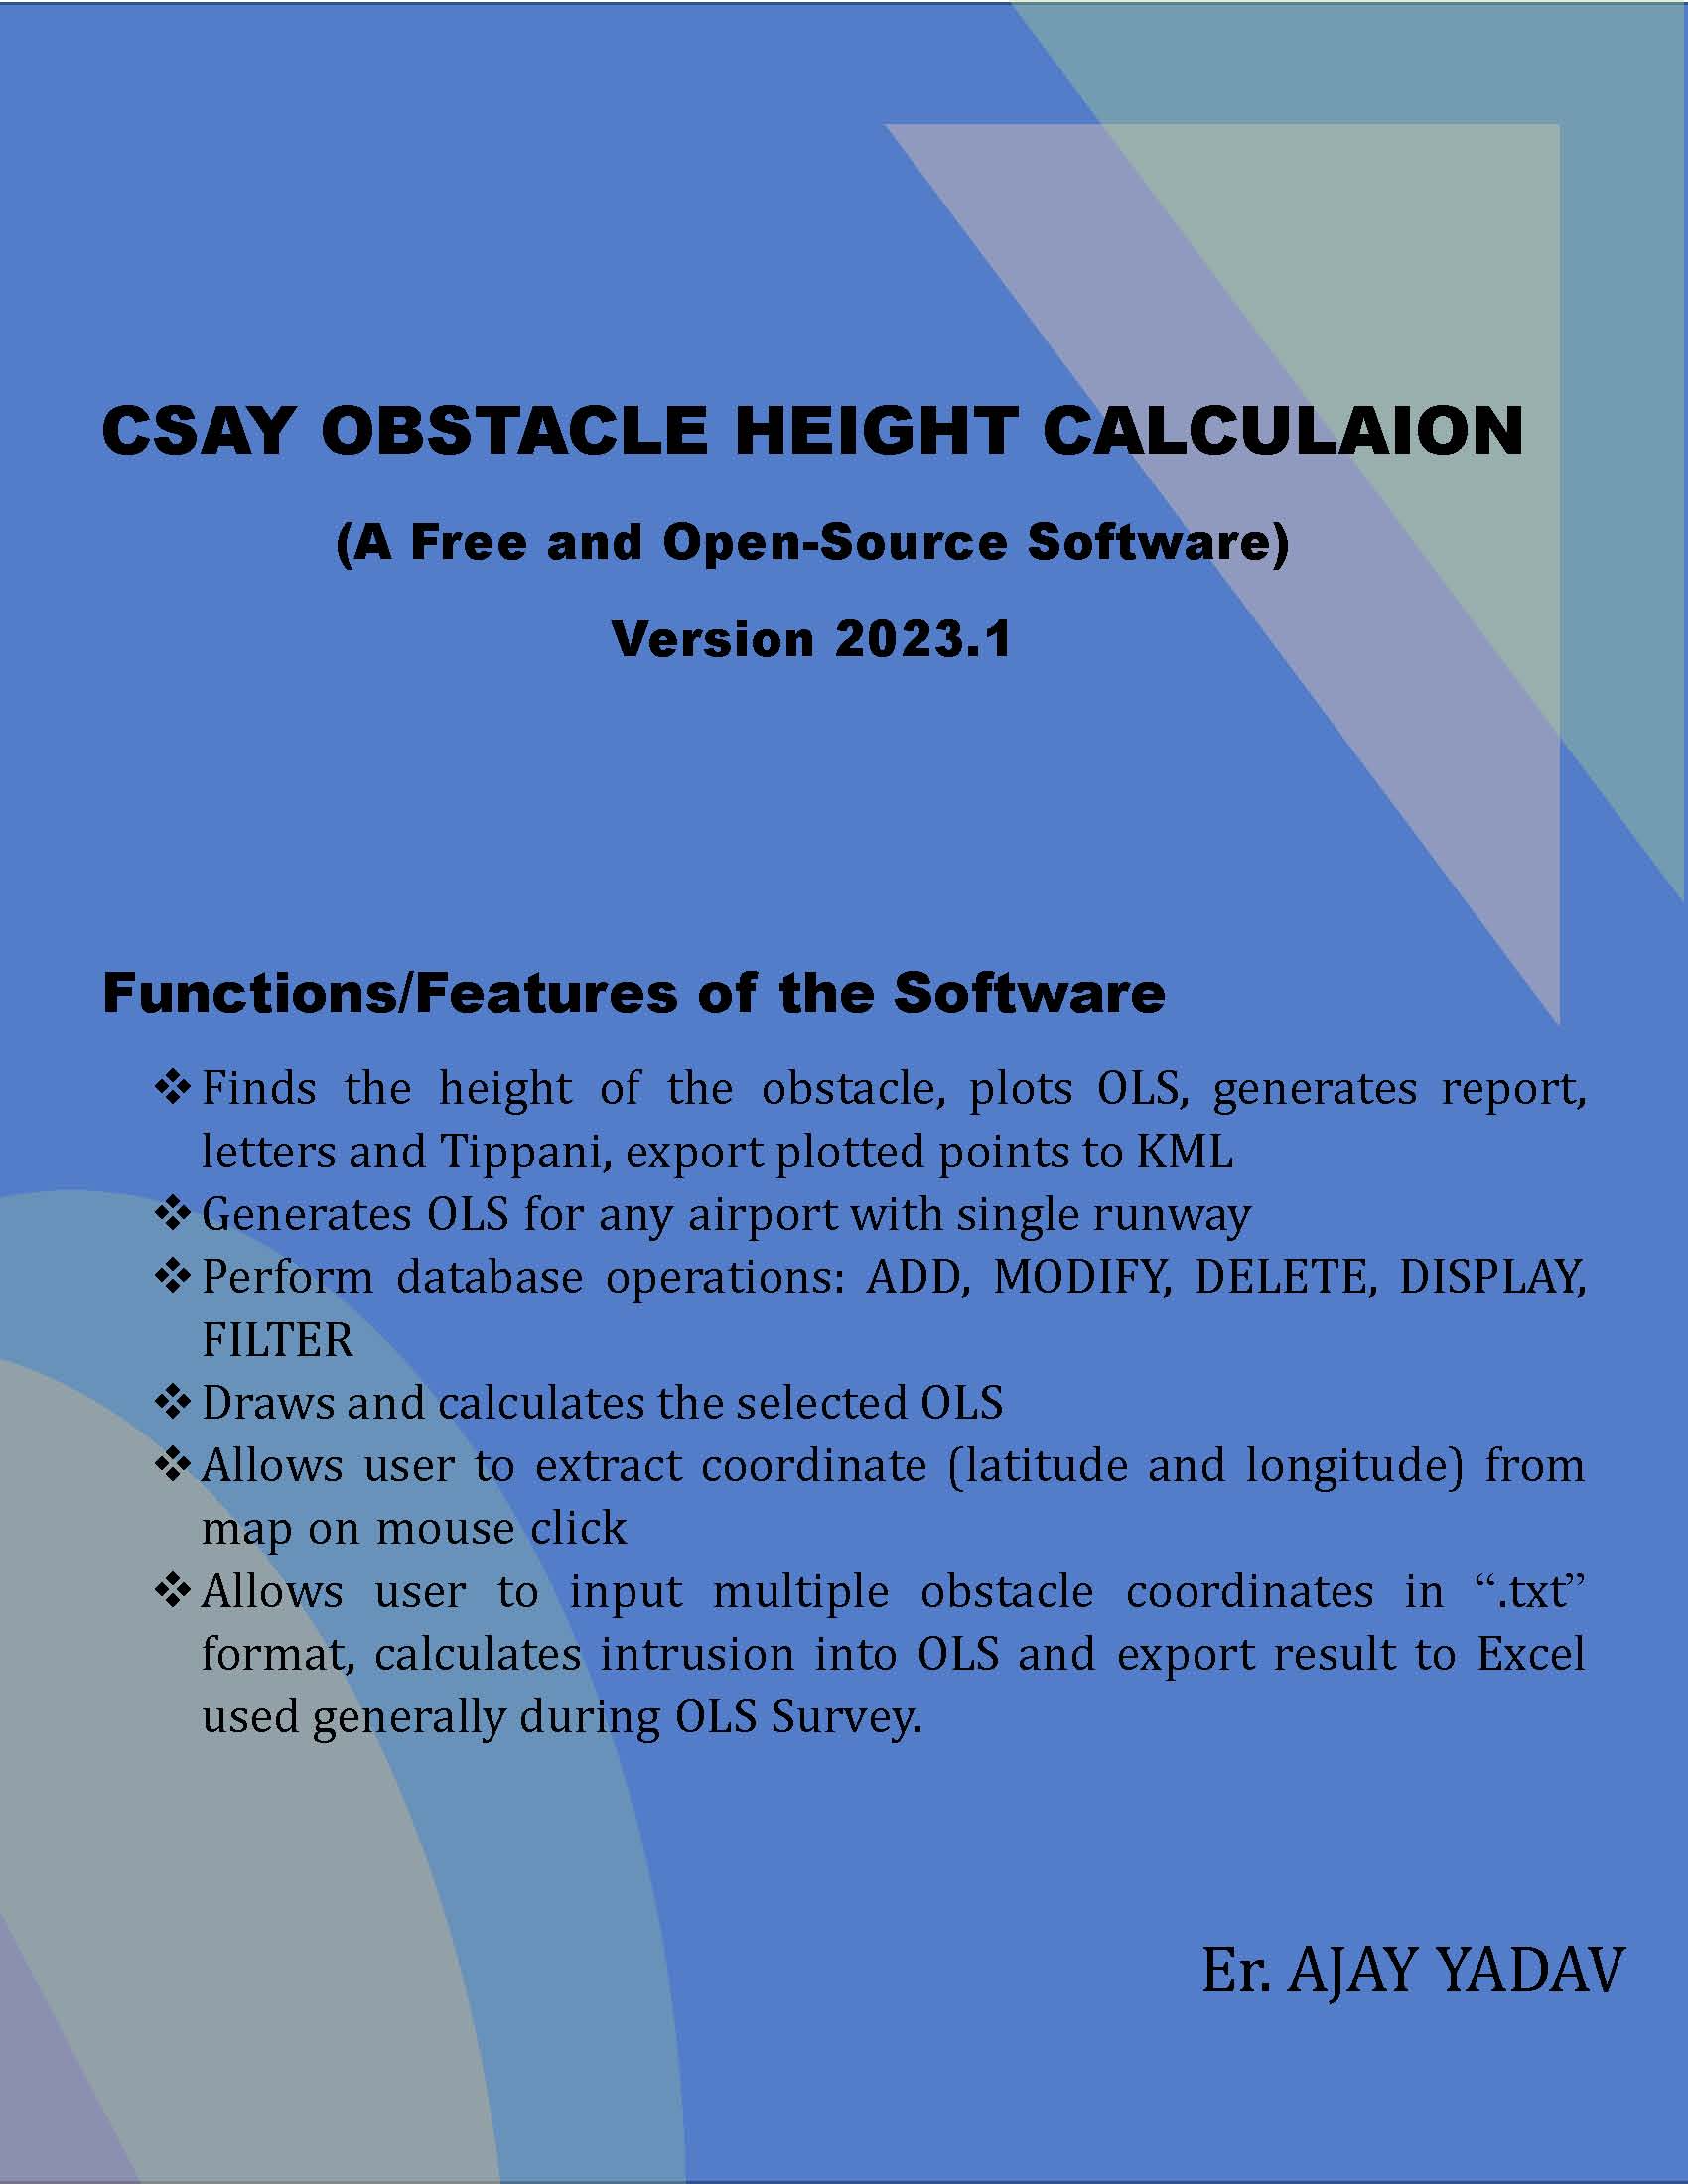 CSAY OBSTACLE HEIGHT CALCULAION
(A Free and Open-Source Software)
Version 2023.1
Functions/Features of the Software
❖ Finds the height of the obstacle, plots OLS, generates report,
letters and Tippani, export plotted points to KML
❖ Generates OLS for any airport with single runway
❖ Perform database operations: ADD, MODIFY, DELETE, DISPLAY,
FILTER
❖ Draws and calculates the selected OLS
❖ Allows user to extract coordinate (latitude and longitude) from
map on mouse click
❖ Allows user to input multiple obstacle coordinates in “.txt”
format, calculates intrusion into OLS and export result to Excel
used generally during OLS Survey.
Er. AJAY YADAV